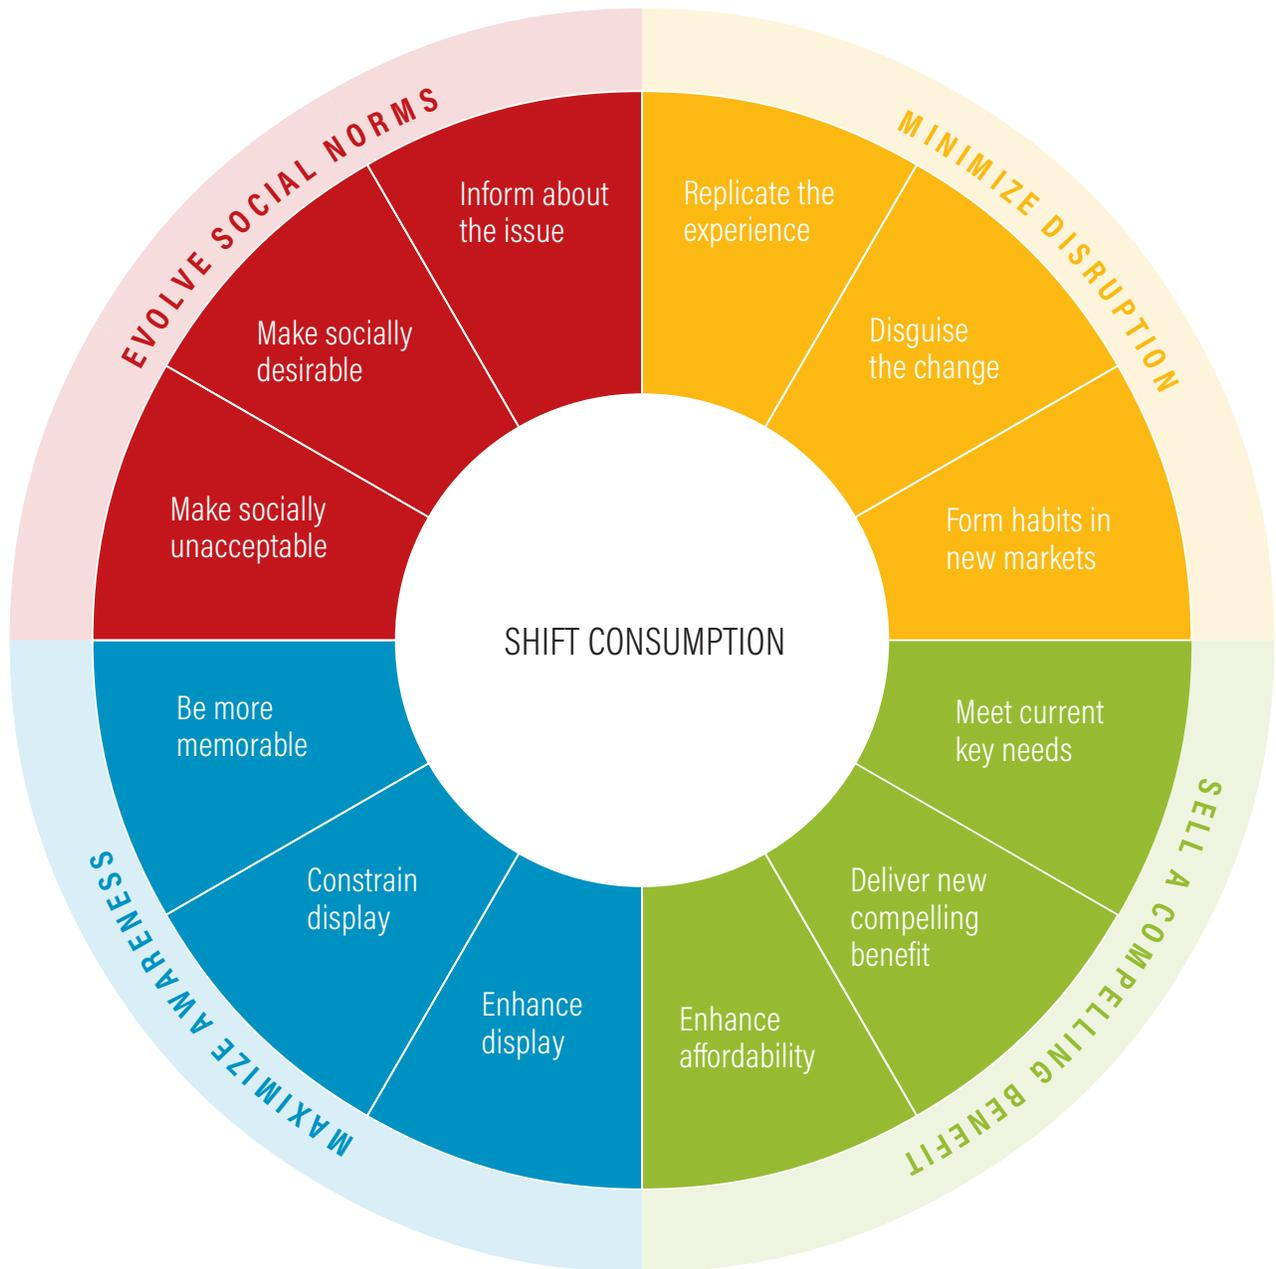 EVOLVE SOCIAL NORMS
Inform about
the issue
Make socially
desirable
Make socially
unacceptable
MINIMIZE DISRUPTION
Replicate the
experience
Disguise
the change
Form habits in
new markets
SHIFT CONSUMPTION
MAXIMIZE AWARENESS
Be more
memorable
Constrain
display
Enhance
display
SELL A COMPELLING BENEFIT
Meet current
key needs
Deliver new
compelling
benefit
Enhance
affordability